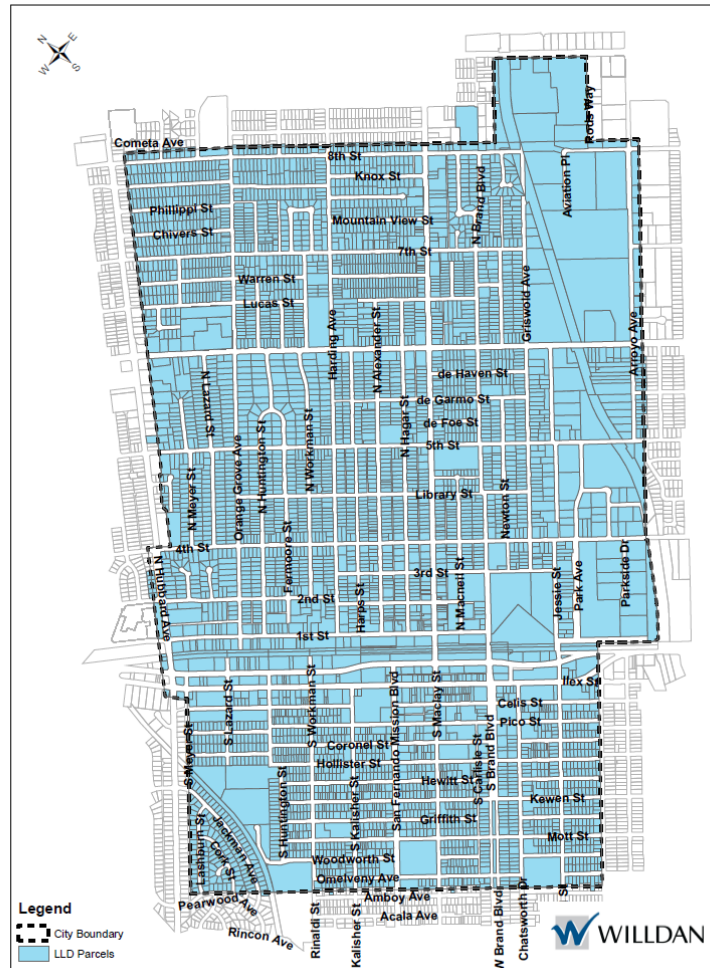 N
E
W
S
Cometa Ave
8th St
Rods Way
Knox St
Aviation Pl
N Brand Blvd
Phillippi St
Mountain View St
Chivers St
7th St
Warren St
Lucas St
Griswold Ave
Harding Ave
N Alexander St
Arroyo Ave
de Haven St
N Lazard St
de Garmo St
N Hagar St
de Foe St
5th St
Orange Grove Ave
N Huntington St
N Workman St
N Meyer St
Library St
Newton St
4th St
Fermoore St
3rd St
N Hubbard Ave
2nd St
Harps St
N Macneil St
Jessie St
Park Ave
Parkside Dr
1st St
Ilex St
S Lazard St
S Workman St
San Fernando Mission Blvd
S Maclay St
Celis St
Pico St
S Meyer St
Coronel St
Hollister St
S Carlisle St
S Brand Blvd
Hewitt St
S Huntington St
S Kalisher St
Kewen St
Griffith St
Mott St
Lashburn St
Jackman Ave
Cork St
Woodworth St
Omelveny Ave
Pearwood Ave
Amboy Ave
Acala Ave
Rincon Ave
Rinaldi St
Kalisher St
W Brand Blvd
Chatsworth Dr
St
Legend
City Boundary
LLD Parcels
WILLDAN